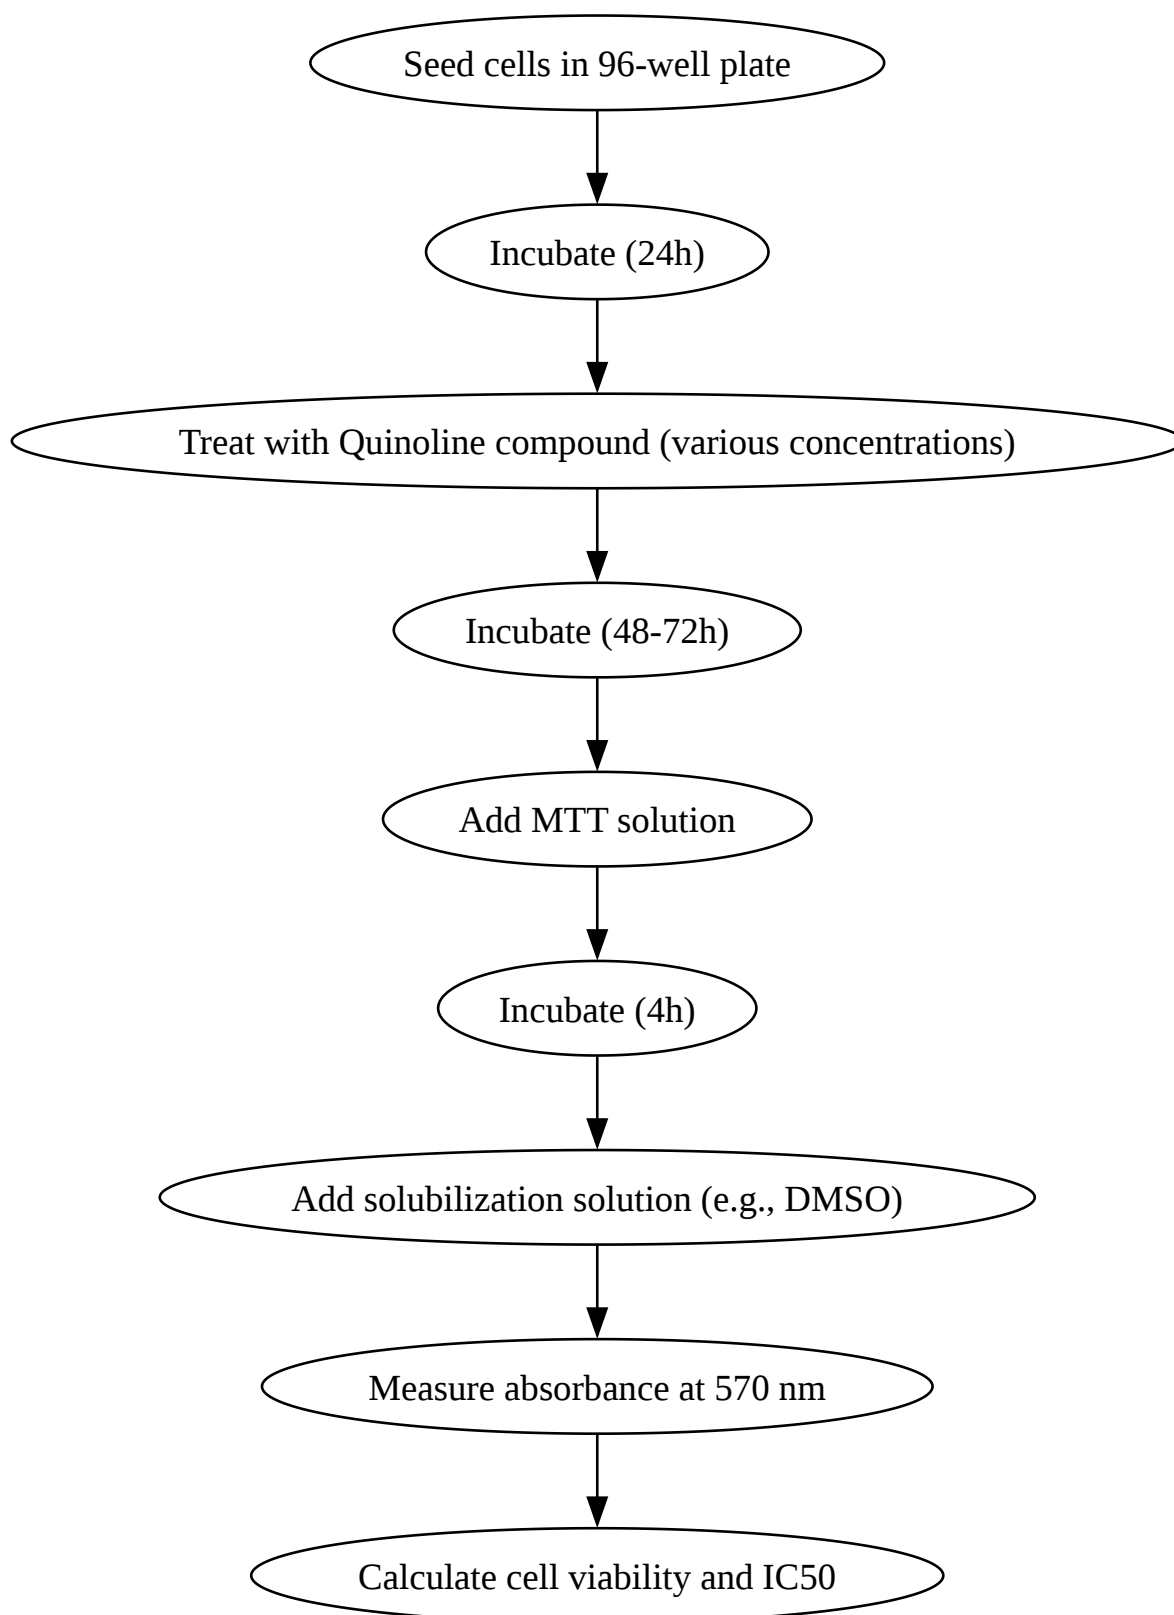 Seed cells in 96-well plate
Incubate (24h)
Treat with Quinoline compound (various concentrations)
Incubate (48-72h)
Add MTT solution
Incubate (4h)
Add solubilization solution (e.g., DMSO)
Measure absorbance at 570 nm
Calculate cell viability and IC50